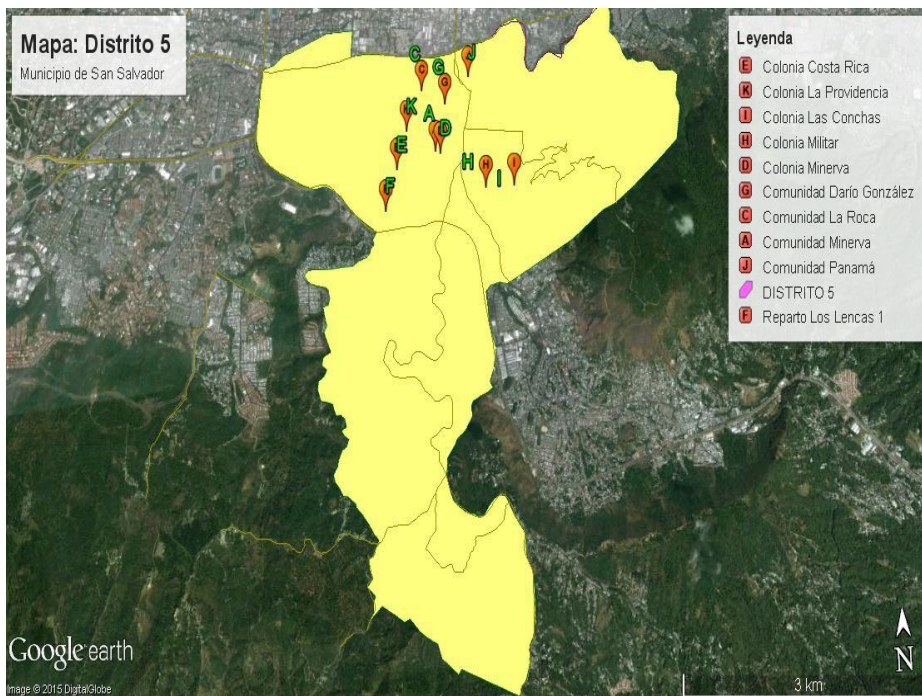 Mapa: Distrito 5
Municipio de San Salvador
Leyenda
E Colonia Costa Rica
K Colonia La Providencia
I Colonia Las Conchas
H Colonia Militar
D Colonia Minerva
G Comunidad Darío González
C Comunidad La Roca
A Comunidad Minerva
J Comunidad Panamá
DISTRITO 5
F Reparto Los Lencas 1
C
C
G
G
J
K
A
D
E
F
H
H
I
I
Google earth
Image © 2015 DigitalGlobe
N
3 km